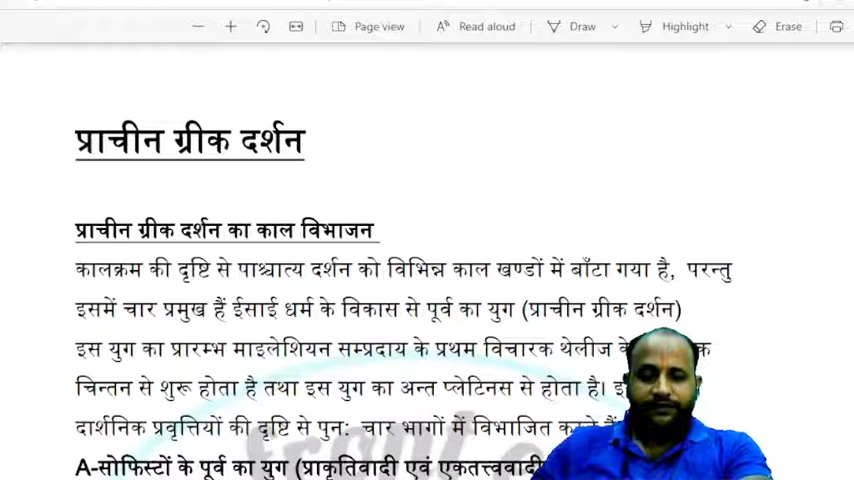 Page view
Read aloud
Draw
Highlight
Erase
प्राचीन ग्रीक दर्शन
प्राचीन ग्रीक दर्शन का काल विभाजन
कालक्रम की दृष्टि से पाश्चात्य दर्शन को विभिन्न काल खण्डों में बाँटा गया है, परन्तु
इसमें चार प्रमुख हैं ईसाई धर्म के विकास से पूर्व का युग (प्राचीन ग्रीक दर्शन)
इस युग का प्रारम्भ माइलेशियन सम्प्रदाय के प्रथम विचारक थेलीज
चिन्तन से शुरू होता है तथा इस युग का अन्त प्लेटिनस से होता है।
दार्शनिक प्रवृत्तियों की दृष्टि से पुन: चार भागों में विभाजित करते हैं
A-सोफिस्टों के पूर्व का युग (प्राकृतिवादी एवं एकतत्त्ववादी